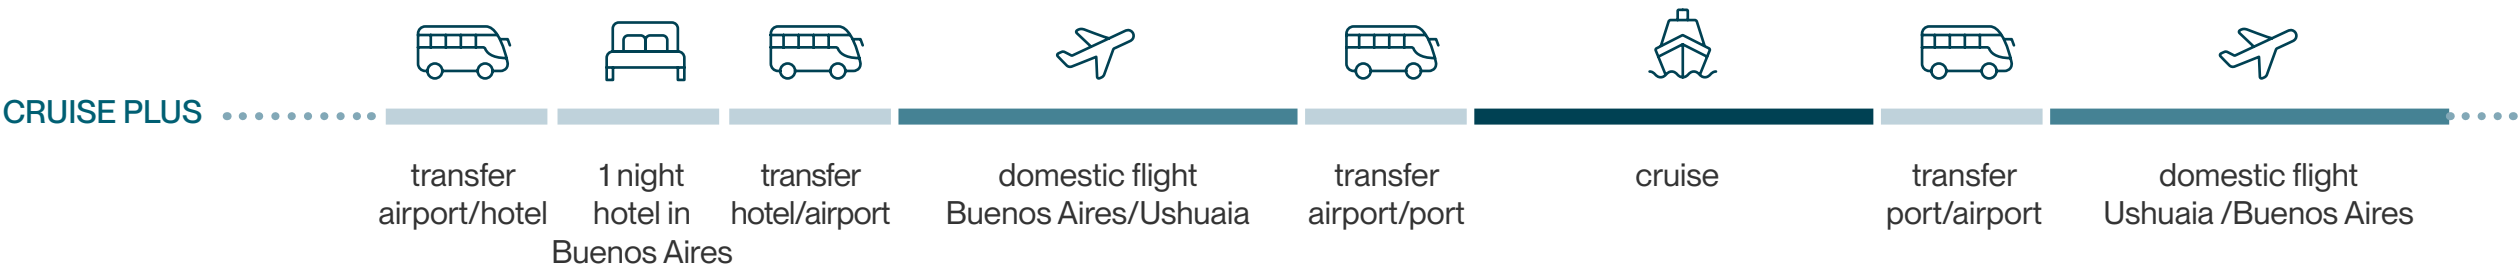 CRUISE PLUS
transfer
airport/hotel
1 night
hotel in
Buenos Aires
transfer
hotel/airport
domestic flight
Buenos Aires/Ushuaia
transfer
airport/port
cruise
transfer
port/airport
domestic flight
Ushuaia /Buenos Aires